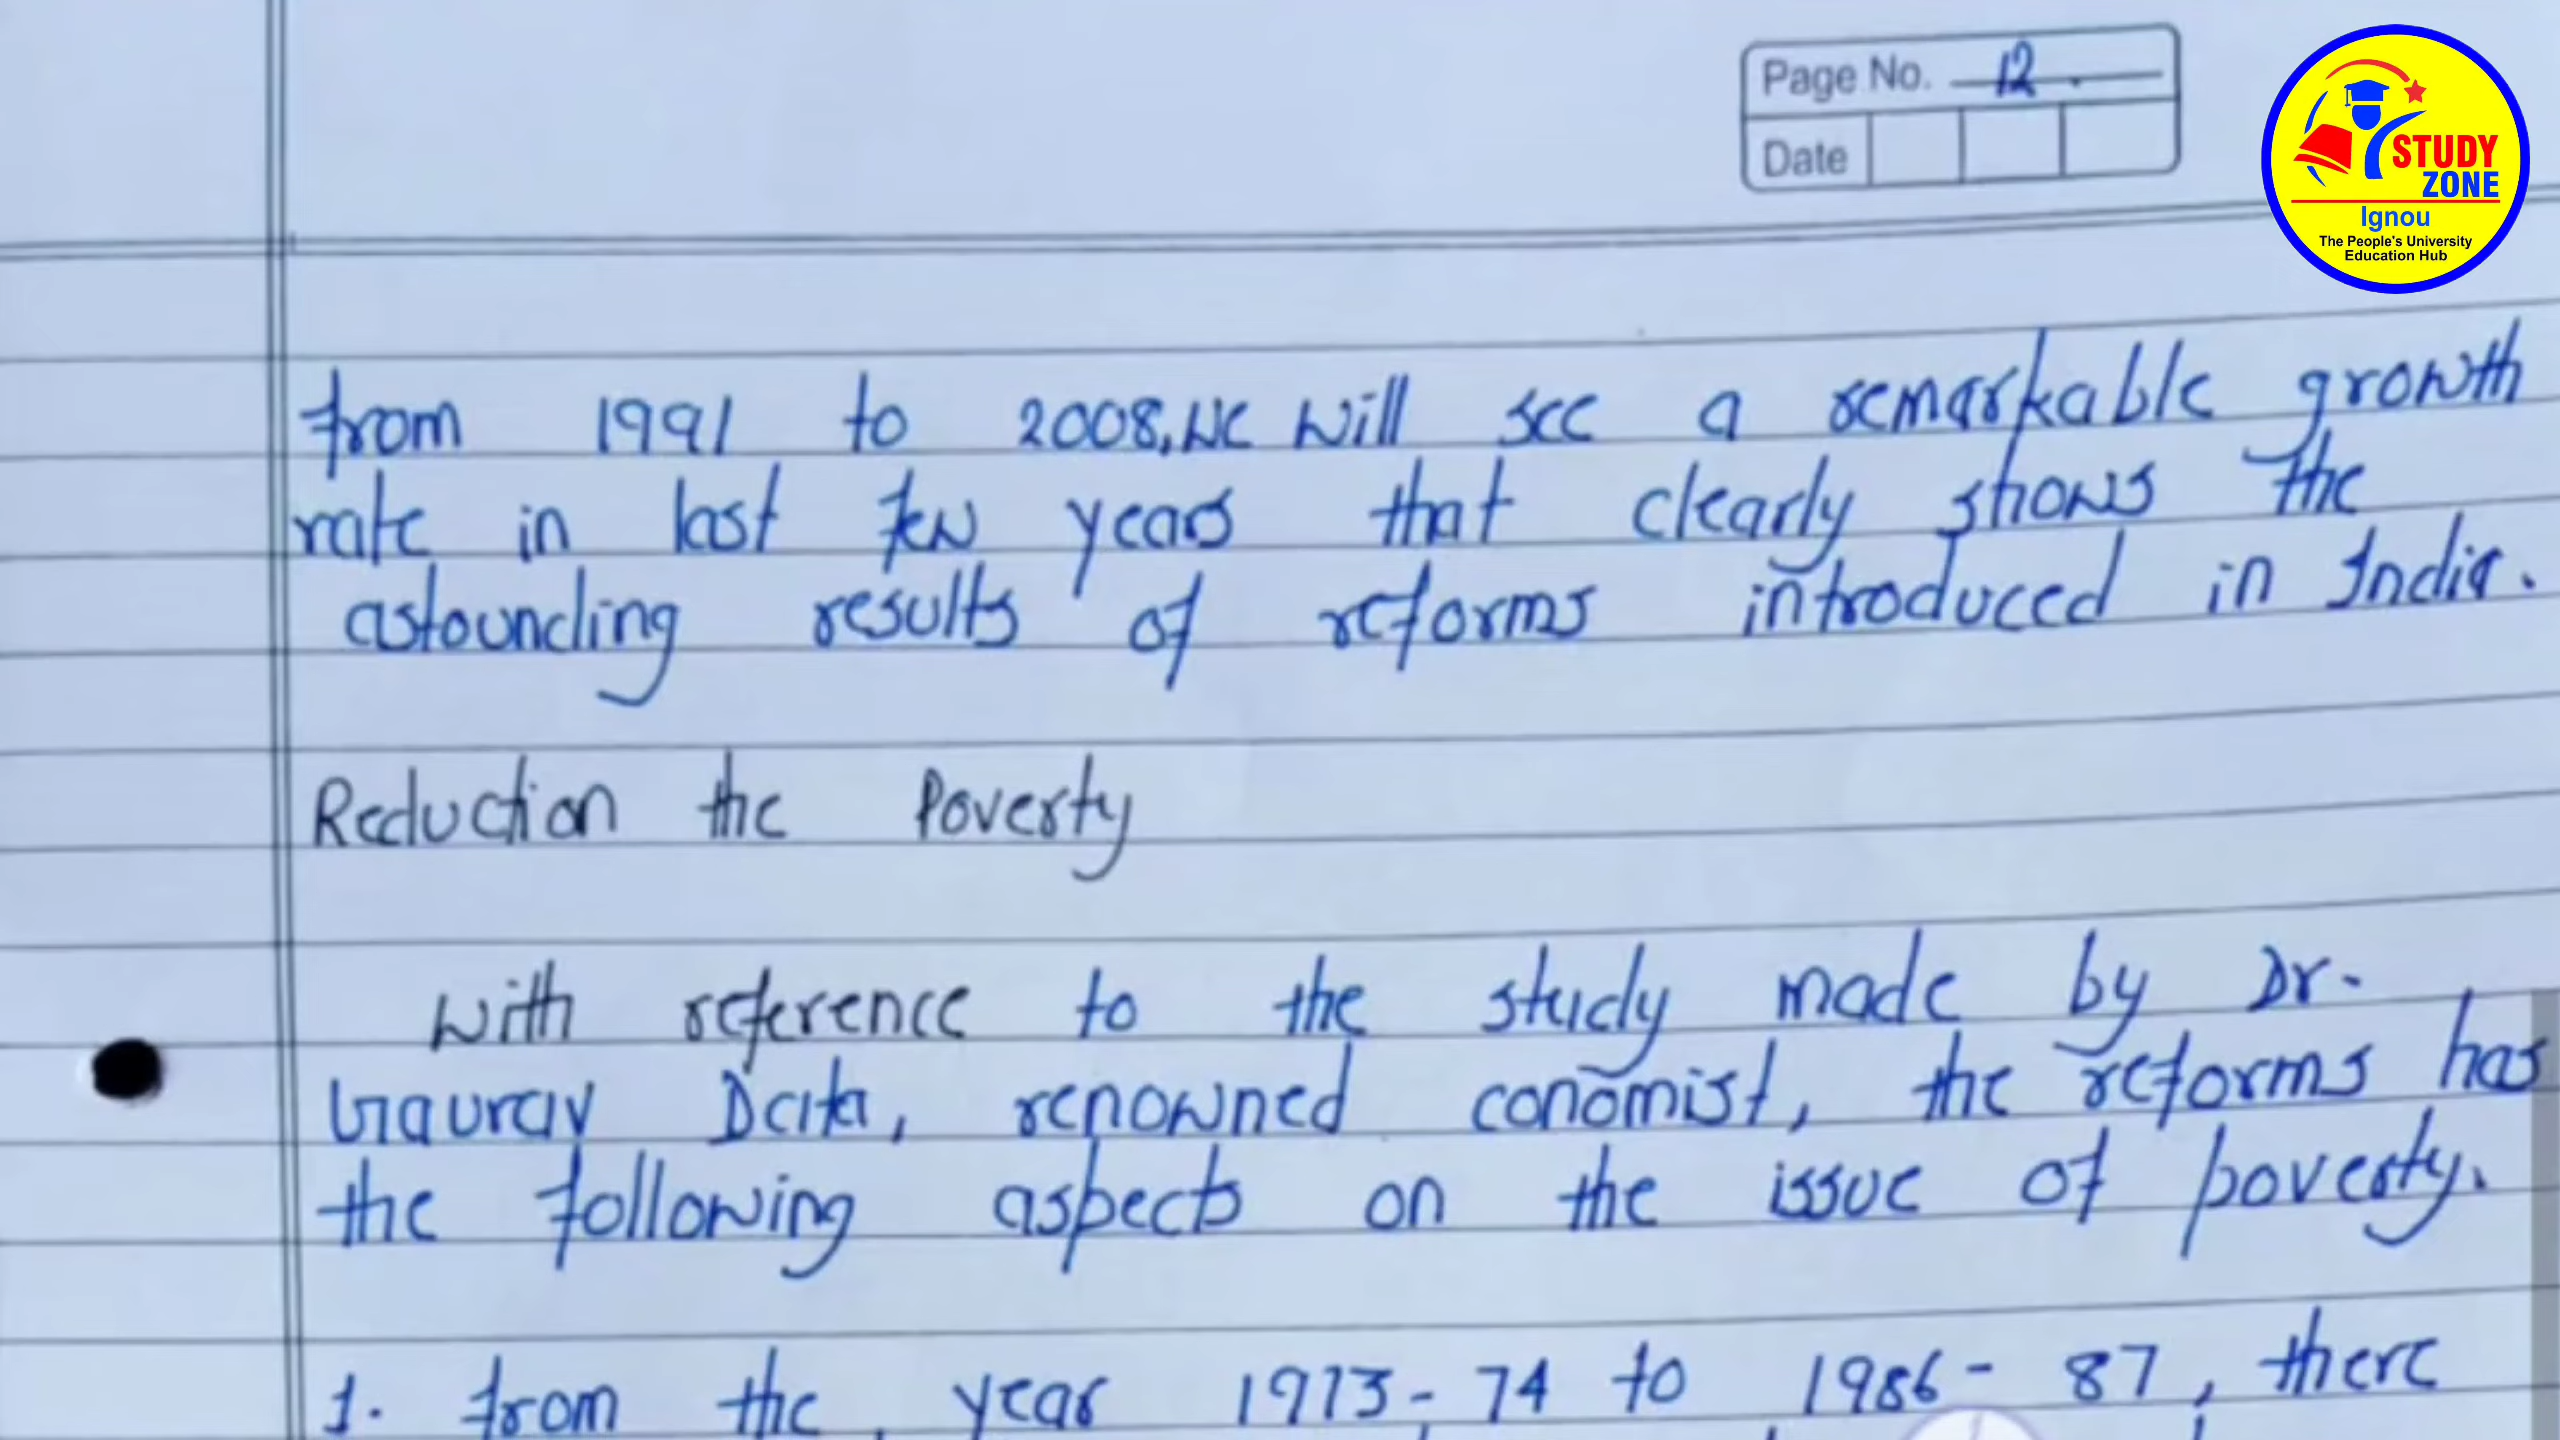 Page No. 12.
Date
STUDY
ZONE
Ignou
The People's University
Education Hub
from 1991 to 2008, we will see a remarkable growth
rate in last few years that clearly shows the
astounding results of reforms introduced in India.
Reduction the Poverty
with reference to the study made by Dr.
Gaurav Datta, renowned conomist, the reforms has
the following aspects on the issue of poverty.
1. from the year 1973-74 to 1986-87, there